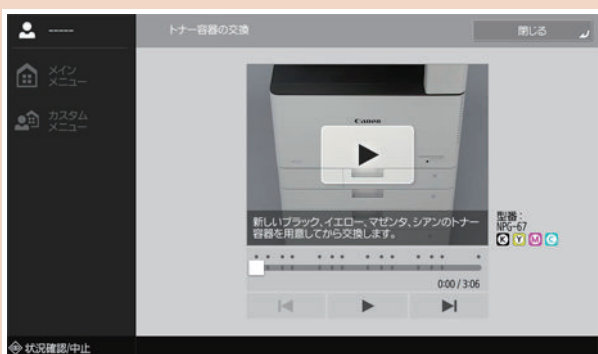 -----
トナー容器の交換
閉じる
メイン
メニュー
カスタム
メニュー
Canon
新しいブラック、イエロー、マゼンタ、シアンのトナー
容器を用意してから交換します。
型番：
NPG-67
K Y M C
0:00 / 3:06
状況確認/中止